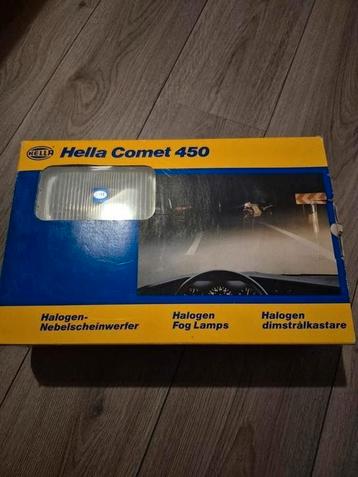 HELLA
Hella Comet 450
Halogen-
Nebelscheinwerfer
Halogen
Fog Lamps
Halogen
dimstrålkastare